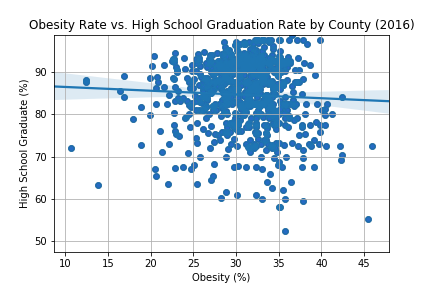 Obesity Rate vs. High School Graduation Rate by County (2016)
High School Graduate (%)
90
80
70
60
50
10 15 20 25 30 35 40 45
Obesity (%)